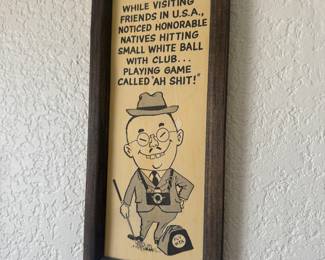 WHILE VISITING
FRIENDS IN U.S.A.,
NOTICED HONORABLE
NATIVES HITTING
SMALL WHITE BALL
WITH CLUB...
PLAYING GAME
CALLED "AH SHIT!"